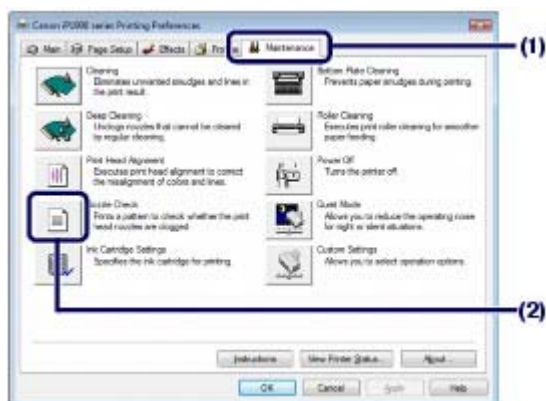 Canon iP2000 series Printing Preferences
Main Page Setup Effects Profiles Maintenance
(1)
Cleaning
Eliminates unwanted smudges and lines in
the print result.
Bottom Plate Cleaning
Prevents paper smudges during printing.
Deep Cleaning
Unclogs nozzles that cannot be cleared
by regular cleaning.
Roller Cleaning
Executes print roller cleaning for smoother
paper feeding.
Print Head Alignment
Executes print head alignment to correct
the misalignment of colors and lines.
Power Off
Turns the printer off.
Nozzle Check
Prints a pattern to check whether the print
head nozzles are clogged.
Quiet Mode
Allows you to reduce the operating noise
for night or silent situations.
Ink Cartridge Settings
Specifies the ink cartridge for printing.
Custom Settings
Allows you to select operation options.
(2)
Instructions View Printer Status... About...
OK Cancel Apply Help